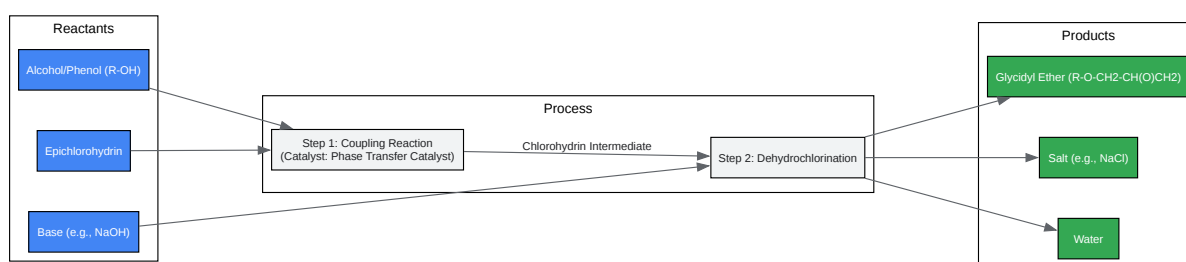 Reactants
Alcohol/Phenol (R-OH)
Epichlorohydrin
Base (e.g., NaOH)
Process
Step 1: Coupling Reaction
(Catalyst: Phase Transfer Catalyst)
Chlorohydrin Intermediate
Step 2: Dehydrochlorination
Products
Glycidyl Ether (R-O-CH2-CH(O)CH2)
Salt (e.g., NaCl)
Water